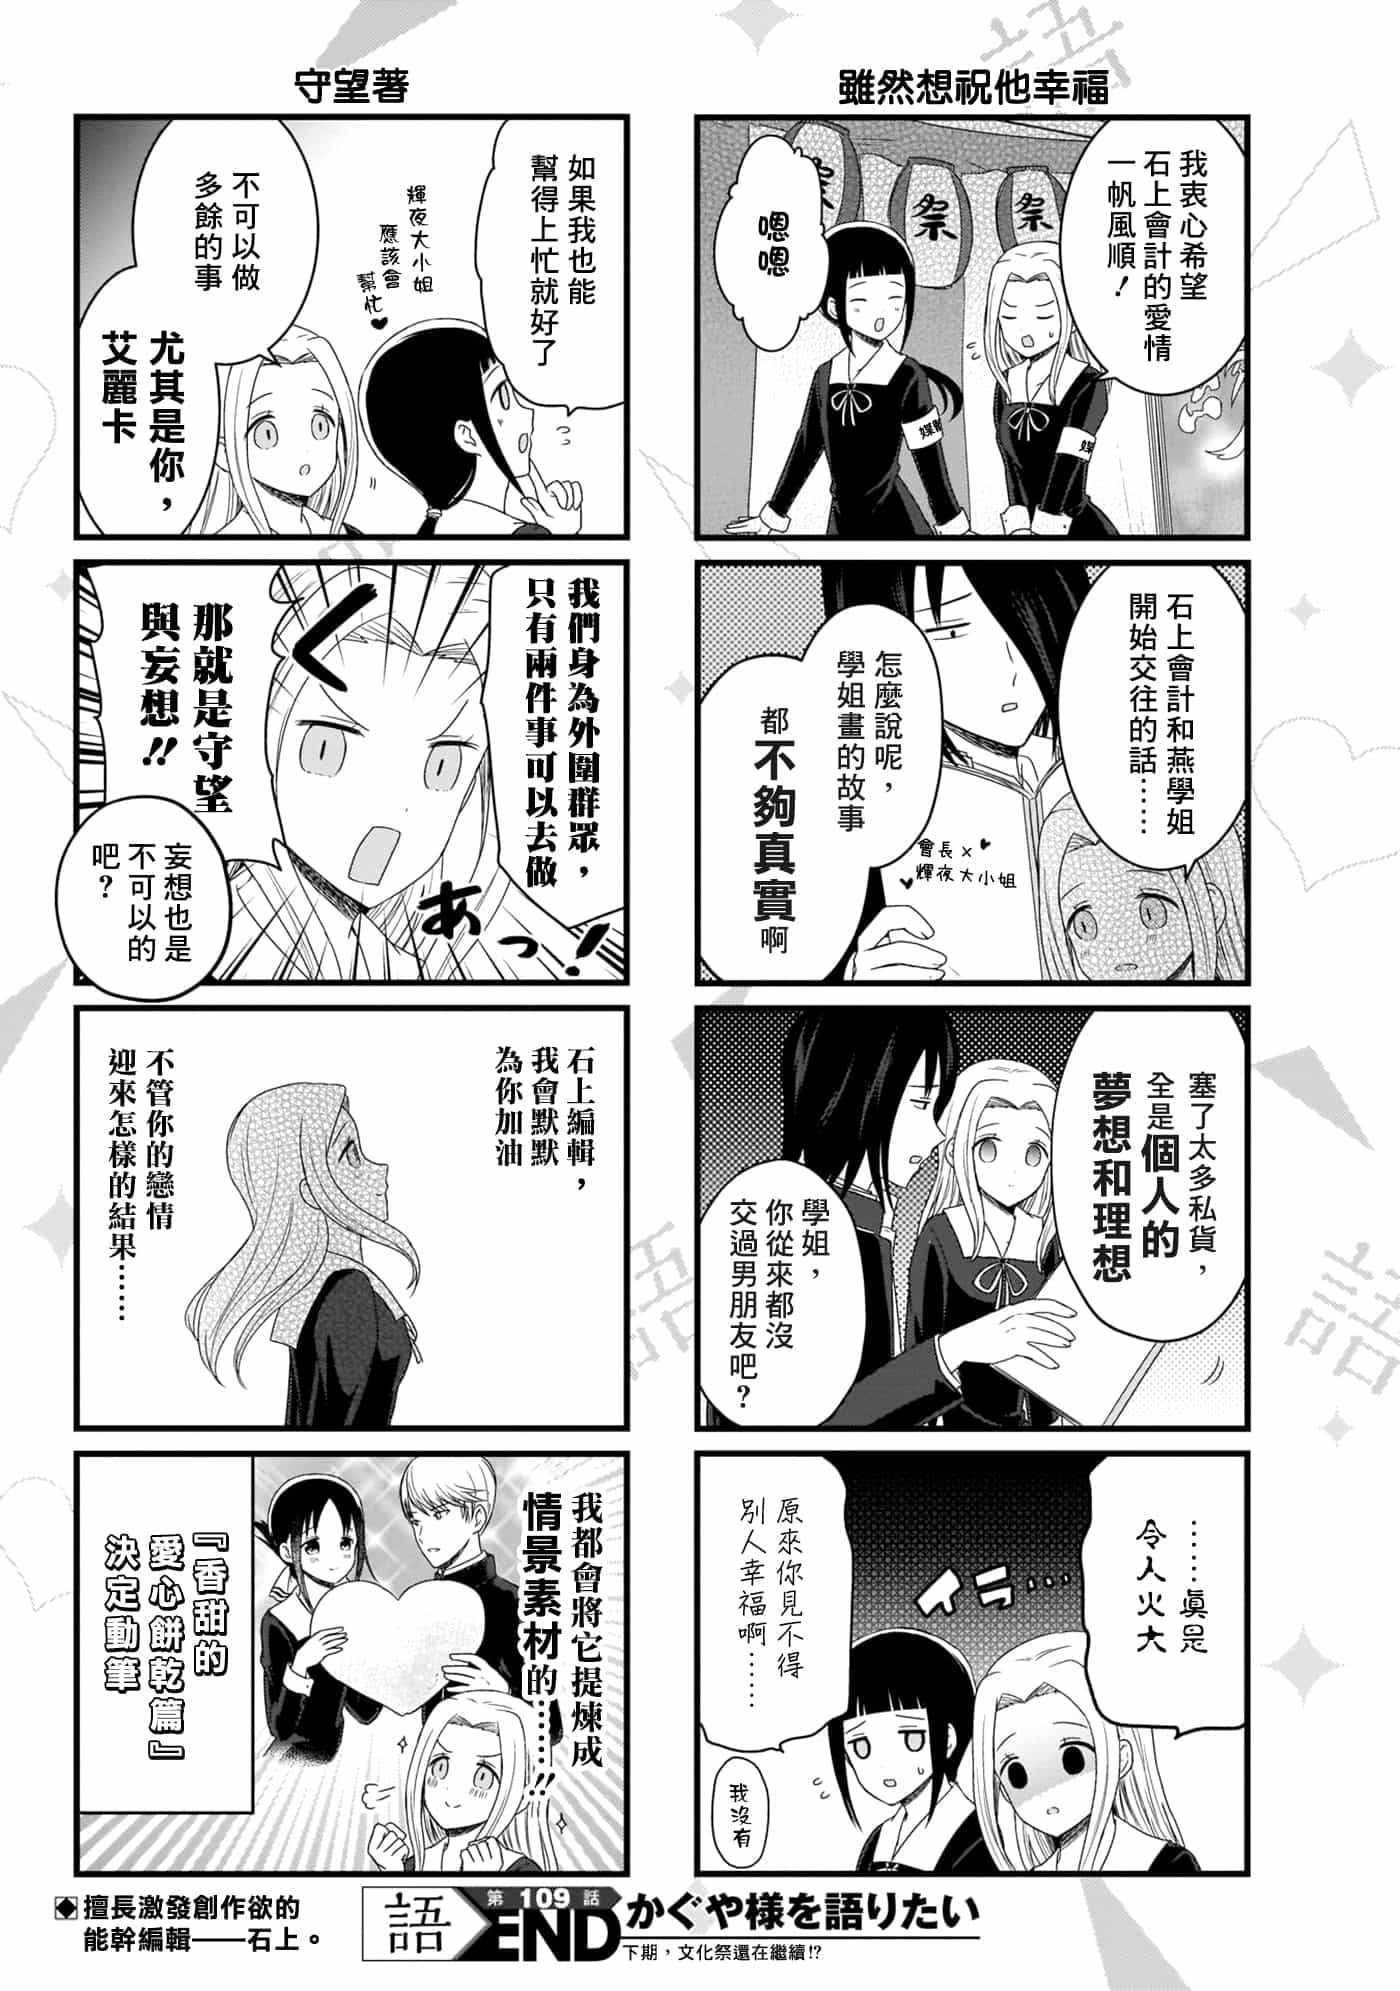 雖然想祝他幸福
我衷心希望
石上會計的愛情
一帆風順！
嗯嗯
祭
祭
媒體
媒
石上會計和燕學姐
開始交往的話……
怎麼說呢，
學姐畫的故事
都不夠真實啊
會長×
輝夜大小姐
塞了太多私貨，
全是個人的
夢想和理想
學姐，
你從來都沒
交過男朋友吧？
……真是
令人火大
イラ…
原來你見不得
別人幸福啊……
我沒有
守望著
如果我也能
幫得上忙就好了
輝夜大小姐
應該會
幫忙
不可以做
多餘的事
尤其是你，
艾麗卡
我們身為外圍群眾，
只有兩件事可以去做
くあっ！
那就是守望
與妄想!!
妄想也是
不可以的
吧？
石上編輯，
我會默默
為你加油
不管你的戀情
迎來怎樣的結果……
我都會將它提煉成
情景素材的……!!
『香甜的
愛心餅乾篇』
決定動筆
擅長激發創作欲的
能幹編輯——石上。
語
第109話
END
かぐや様を語りたい
下期，文化祭還在繼續!?